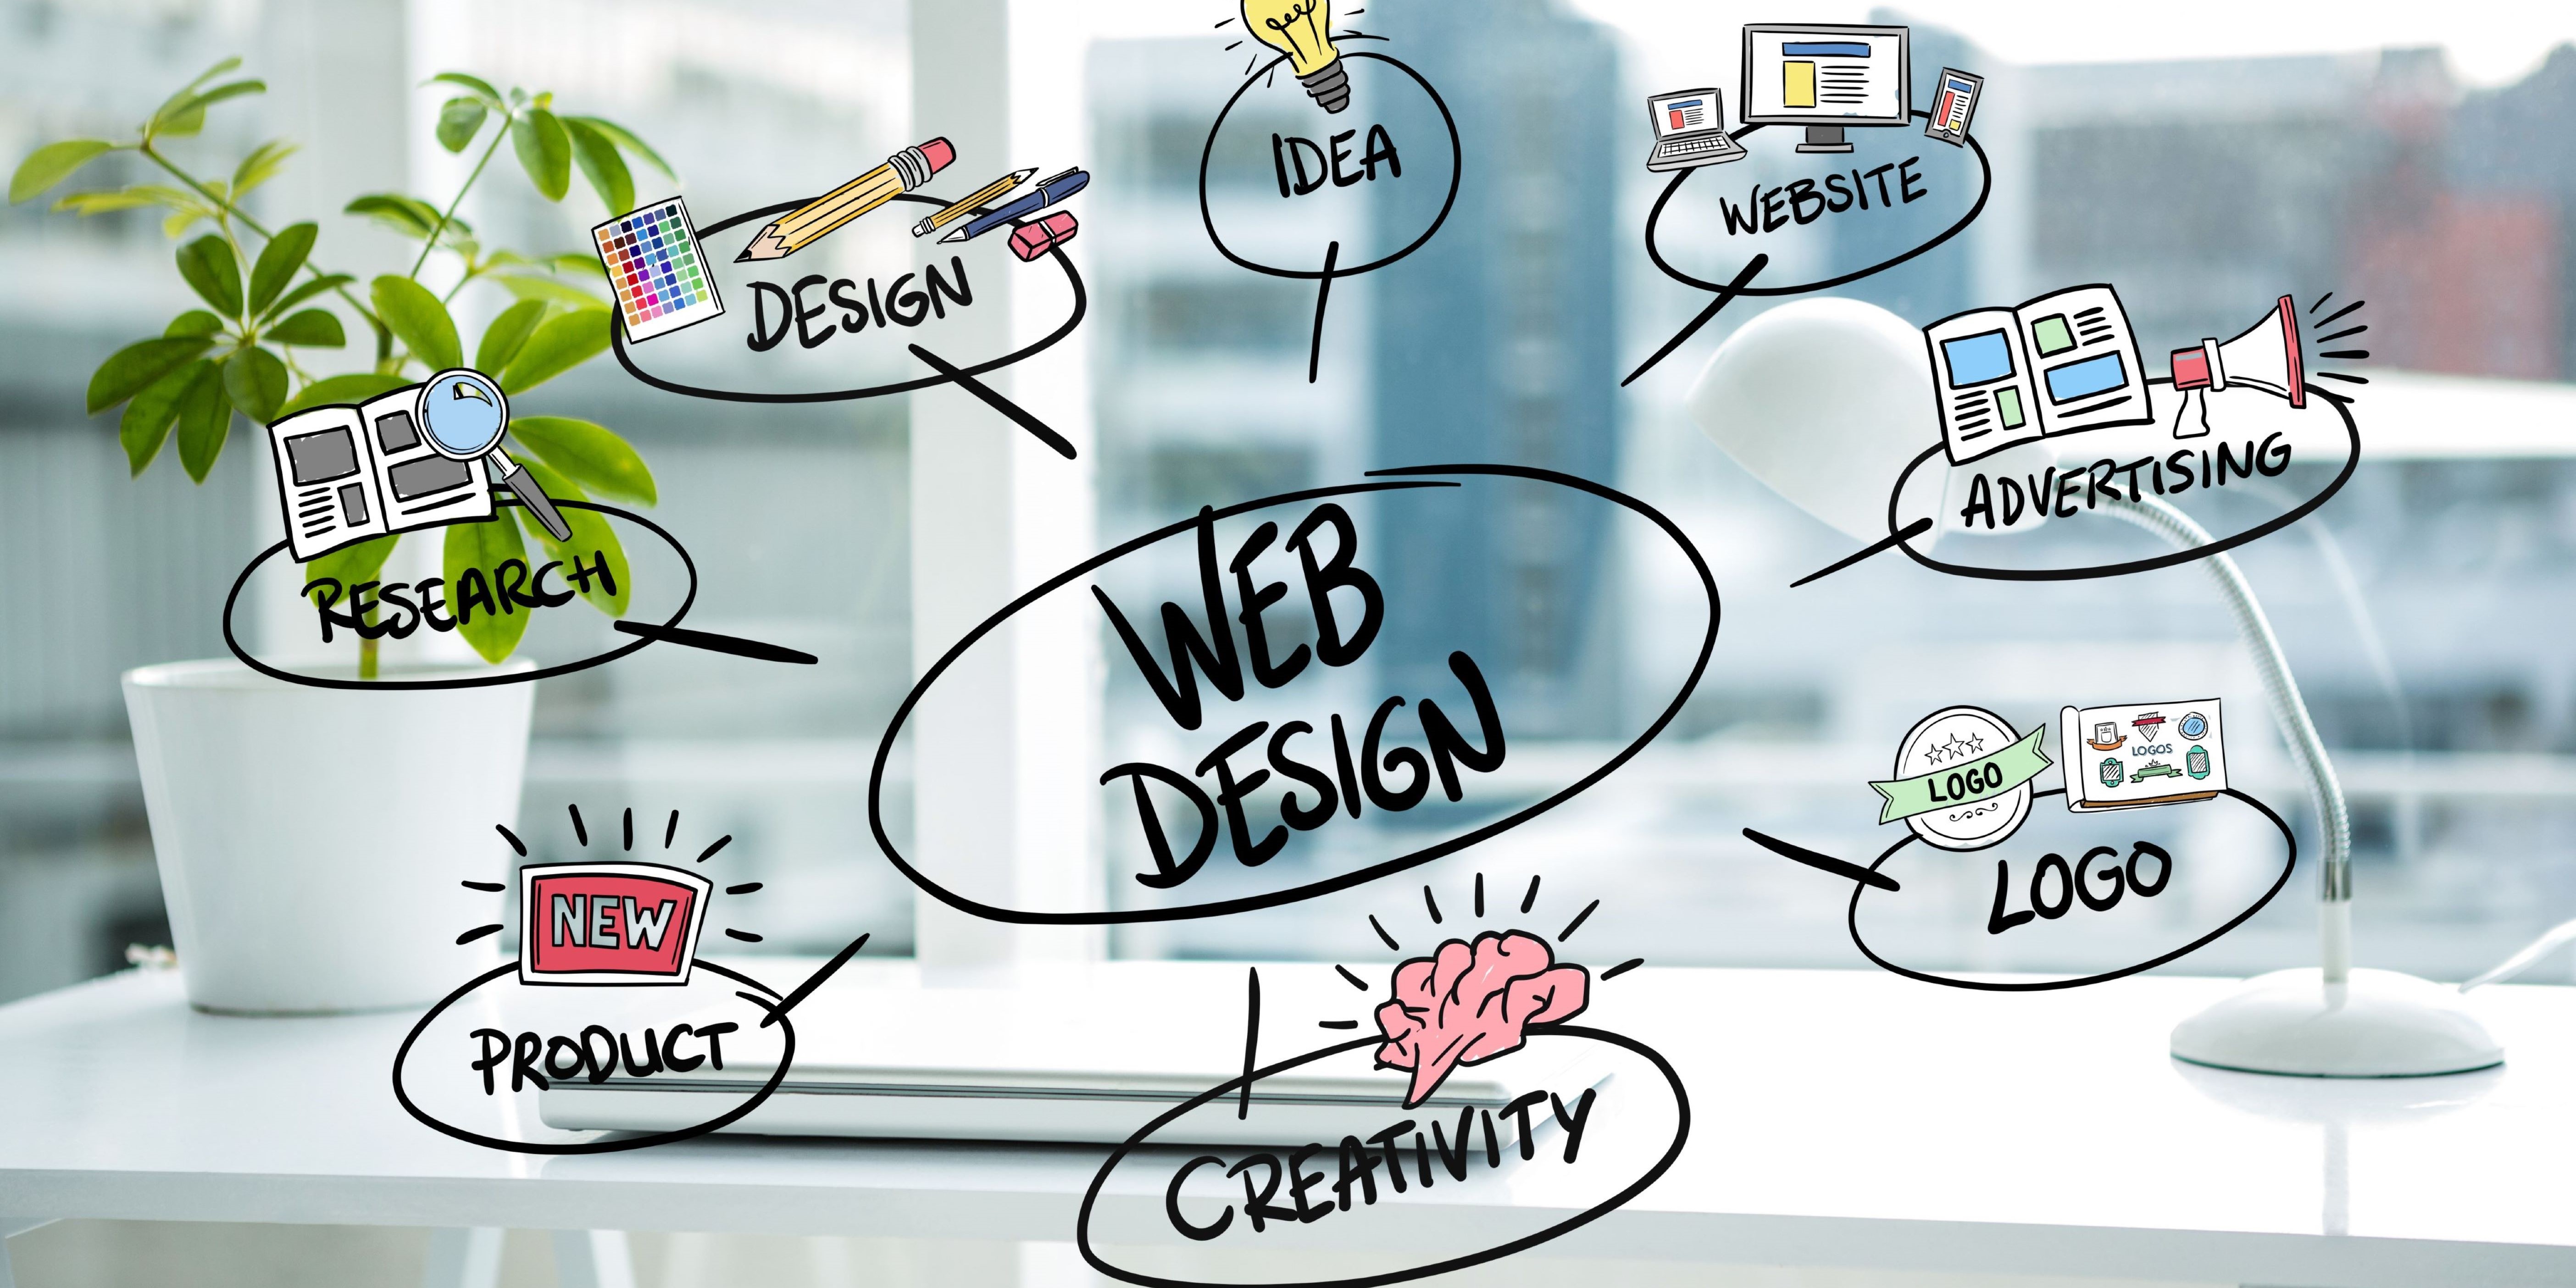 IDEA
WEBSITE
DESIGN
ADVERTISING
RESEARCH
WEB
DESIGN
LOGOS
LOGO
LOGO
NEW
PRODUCT
CREATIVITY